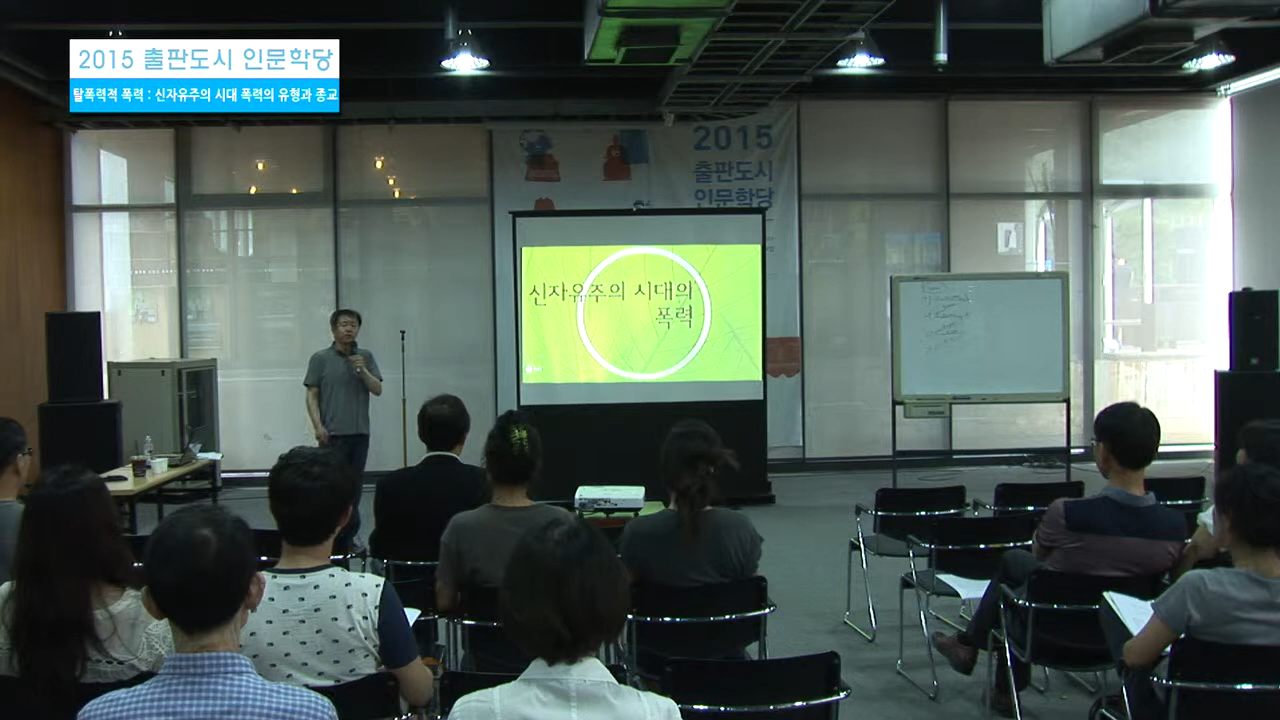 2015 출판도시 인문학당
탈폭력적 폭력 : 신자유주의 시대 폭력의 유형과 종교
2015
출판도시
인문학당
신자유주의 시대의
폭력